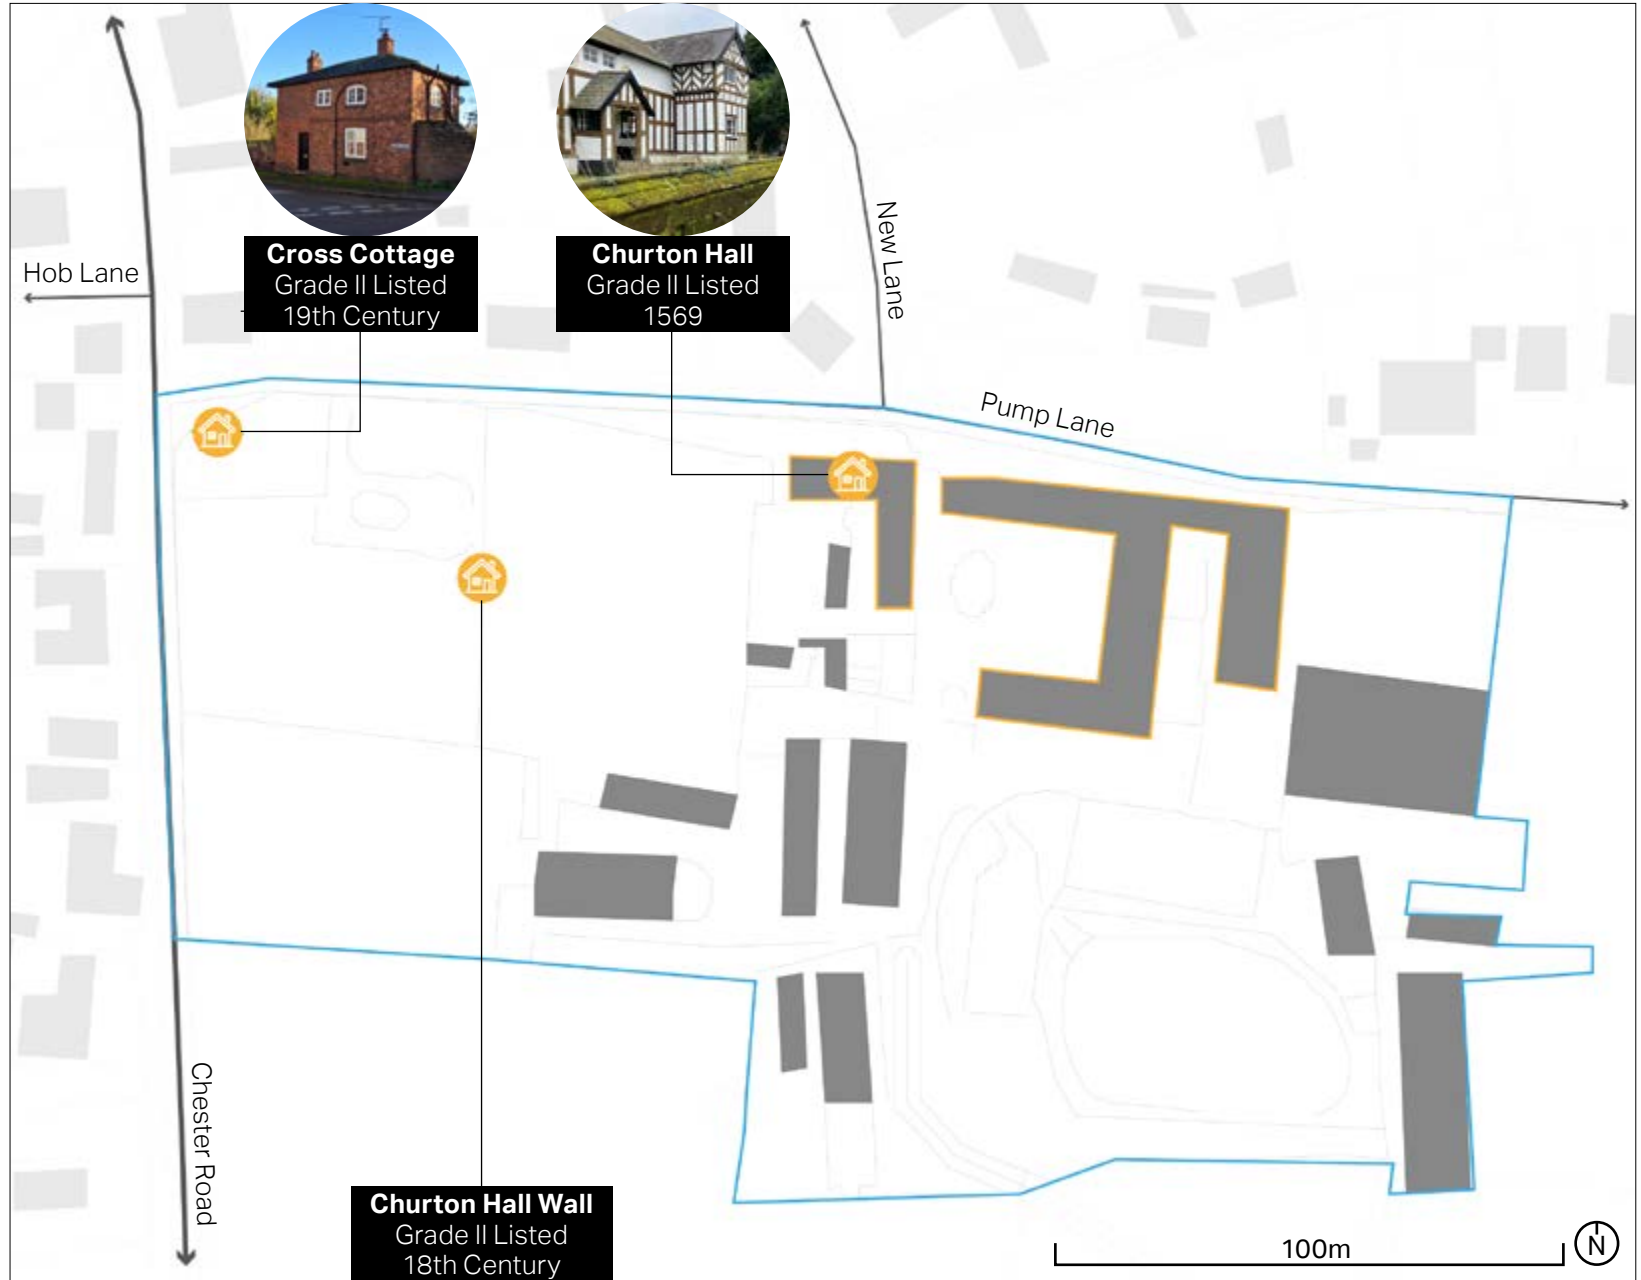 Cross Cottage
Grade II Listed
19th Century
Churton Hall
Grade II Listed
1569
Hob Lane
New Lane
Pump Lane
Chester Road
Churton Hall Wall
Grade II Listed
18th Century
100m
N